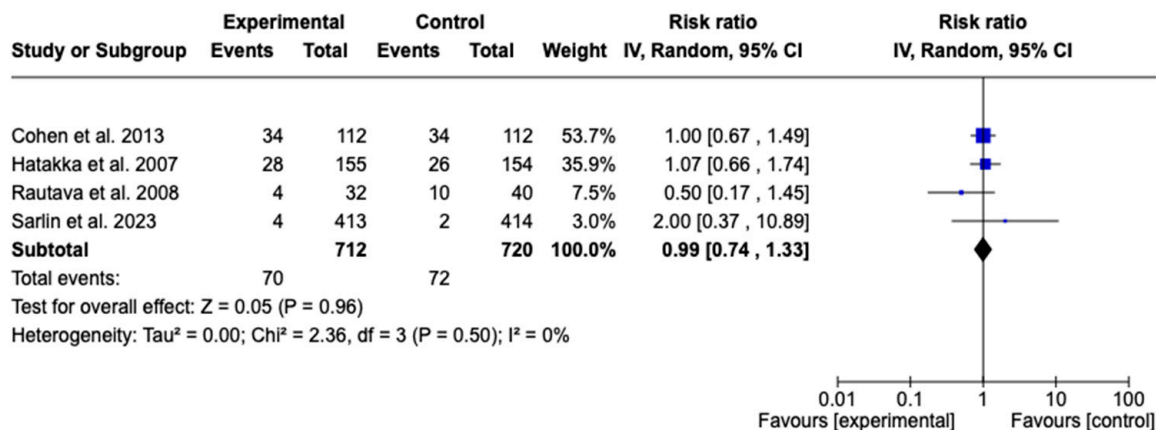 Experimental Control Risk ratio Risk ratio
Study or Subgroup Events Total Events Total Weight IV, Random, 95% CI IV, Random, 95% CI
Cohen et al. 2013 34 112 34 112 53.7% 1.00 [0.67 , 1.49]
Hatakka et al. 2007 28 155 26 154 35.9% 1.07 [0.66 , 1.74]
Rautava et al. 2008 4 32 10 40 7.5% 0.50 [0.17 , 1.45]
Sarlin et al. 2023 4 413 2 414 3.0% 2.00 [0.37 , 10.89]
Subtotal 712 720 100.0% 0.99 [0.74 , 1.33]
Total events: 70 72
Test for overall effect: Z = 0.05 (P = 0.96)
Heterogeneity: Tau² = 0.00; Chi² = 2.36, df = 3 (P = 0.50); I² = 0%
0.01 0.1 1 10 100
Favours [experimental] Favours [control]